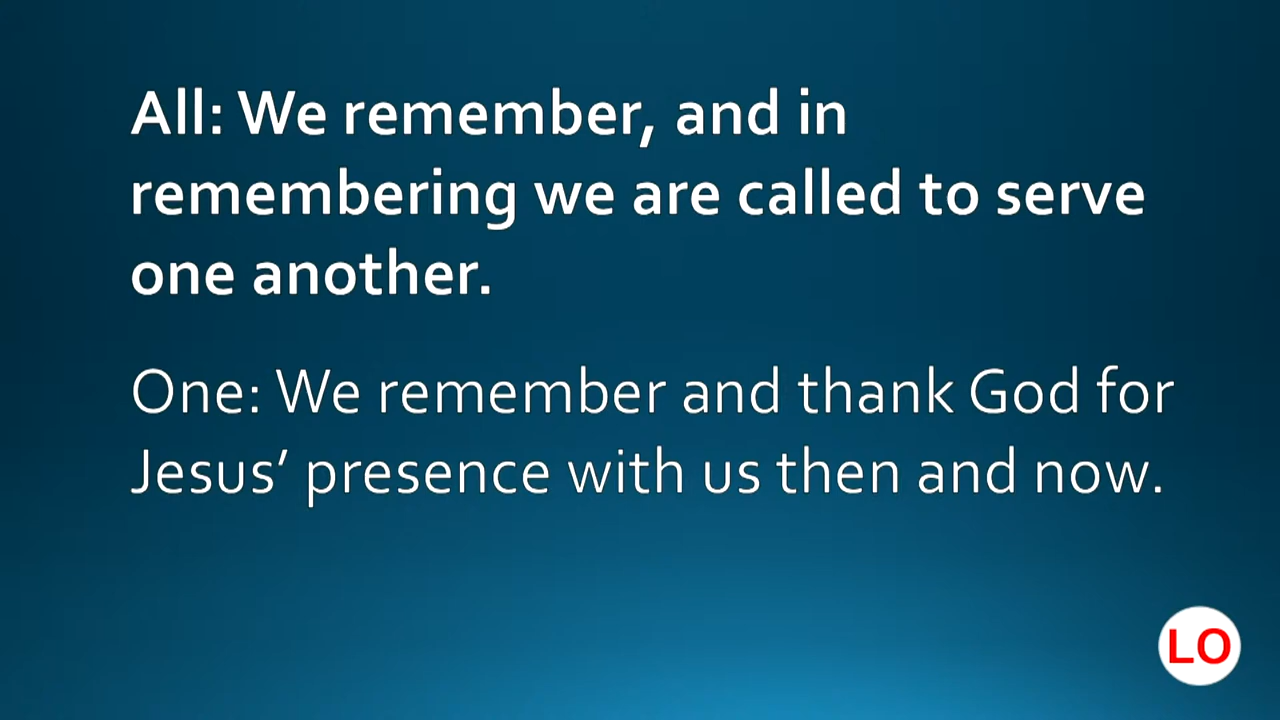 All: We remember, and in
remembering we are called to serve
one another.
One: We remember and thank God for
Jesus’ presence with us then and now.
LO